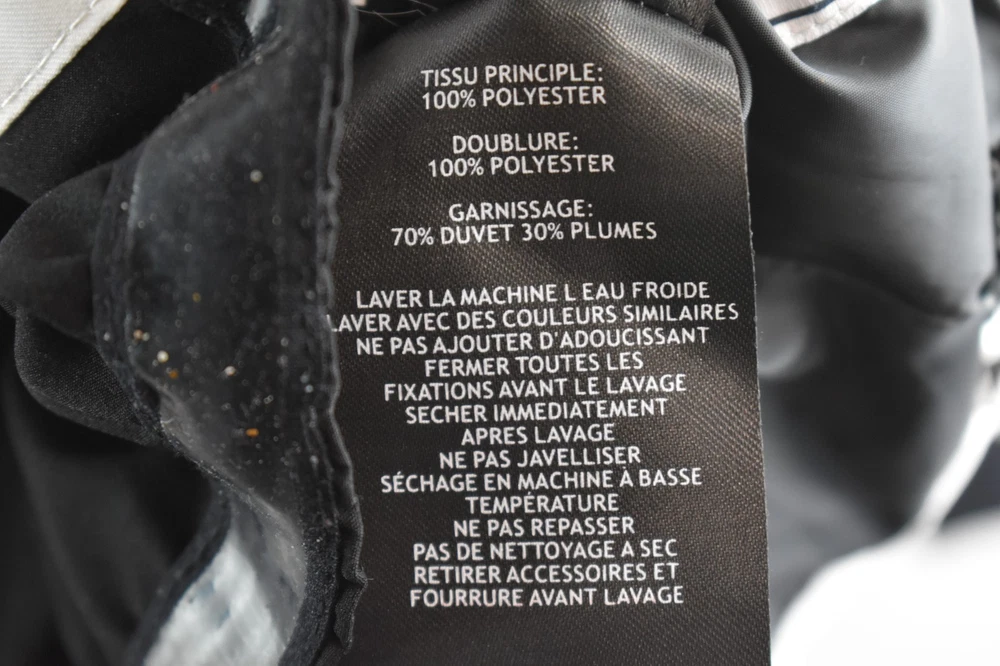 TISSU PRINCIPLE:
100% POLYESTER
DOUBLURE:
100% POLYESTER
GARNISSAGE:
70% DUVET 30% PLUMES
LAVER LA MACHINE L EAU FROIDE
LAVER AVEC DES COULEURS SIMILAIRES
NE PAS AJOUTER D'ADOUCISSANT
FERMER TOUTES LES
FIXATIONS AVANT LE LAVAGE
SECHER IMMEDIATEMENT
APRES LAVAGE
NE PAS JAVELLISER
SÉCHAGE EN MACHINE À BASSE
TEMPÉRATURE
NE PAS REPASSER
PAS DE NETTOYAGE A SEC
RETIRER ACCESSOIRES ET
FOURRURE AVANT LAVAGE